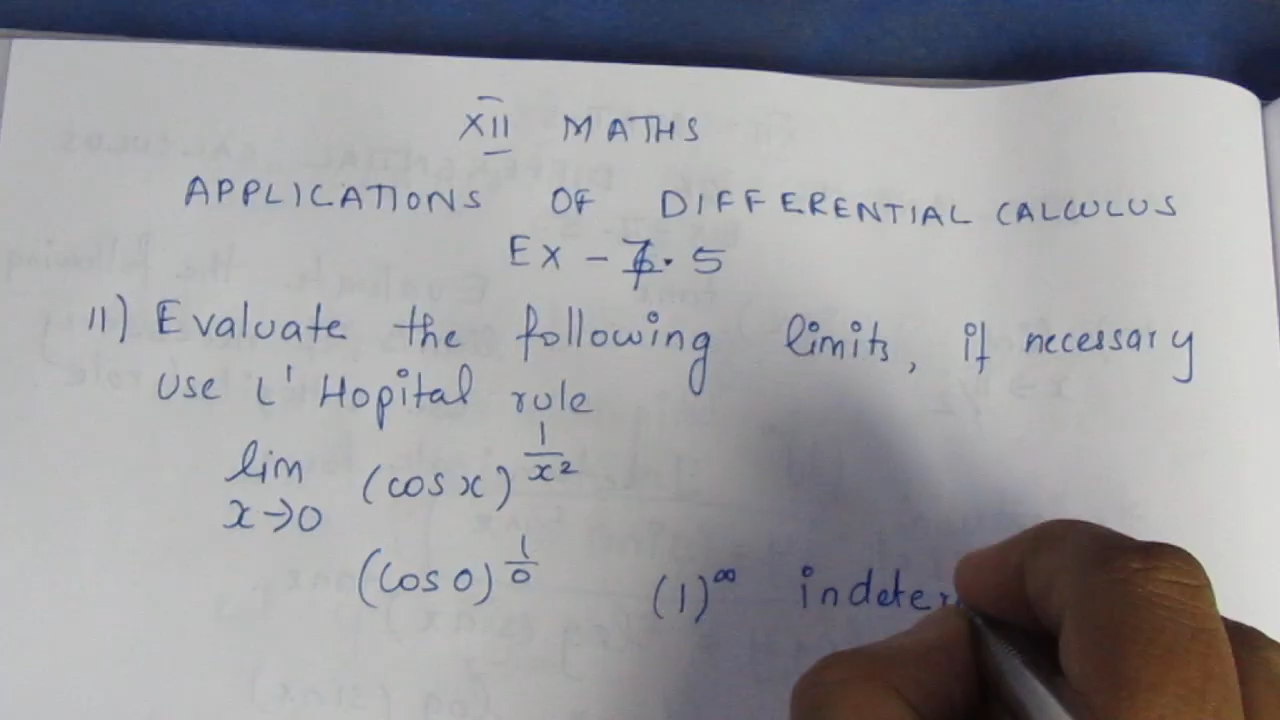 XII MATHS
APPLICATIONS OF DIFFERENTIAL CALCULUS
EX - 7.5
11) Evaluate the following limits, if necessary
use L'Hopital rule
lim x→0 (cos x)^(1/x²)
(cos 0)^(1/0) (1)^∞ indeter